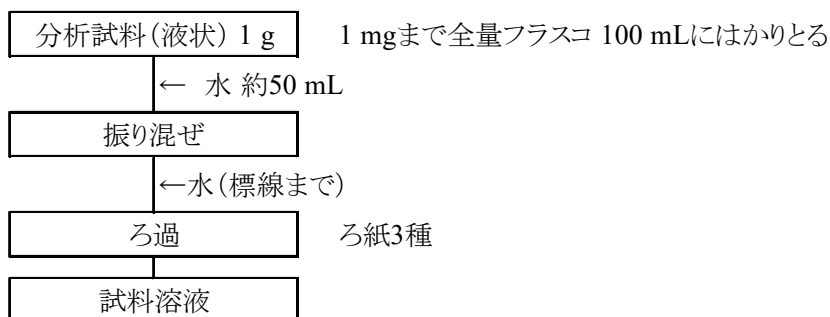 分析試料(液状) 1 g 1 mgまで全量フラスコ 100 mLにはかりとる
← 水 約50 mL
振り混ぜ
←水(標線まで)
ろ過 ろ紙3種
試料溶液